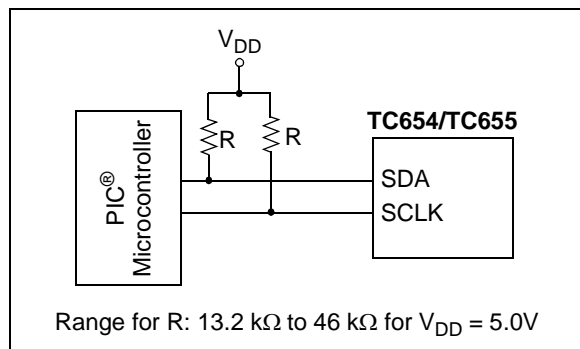 VDD
R
R
TC654/TC655
PIC®
Microcontroller
SDA
SCLK
Range for R: 13.2 kΩ to 46 kΩ for VDD = 5.0V